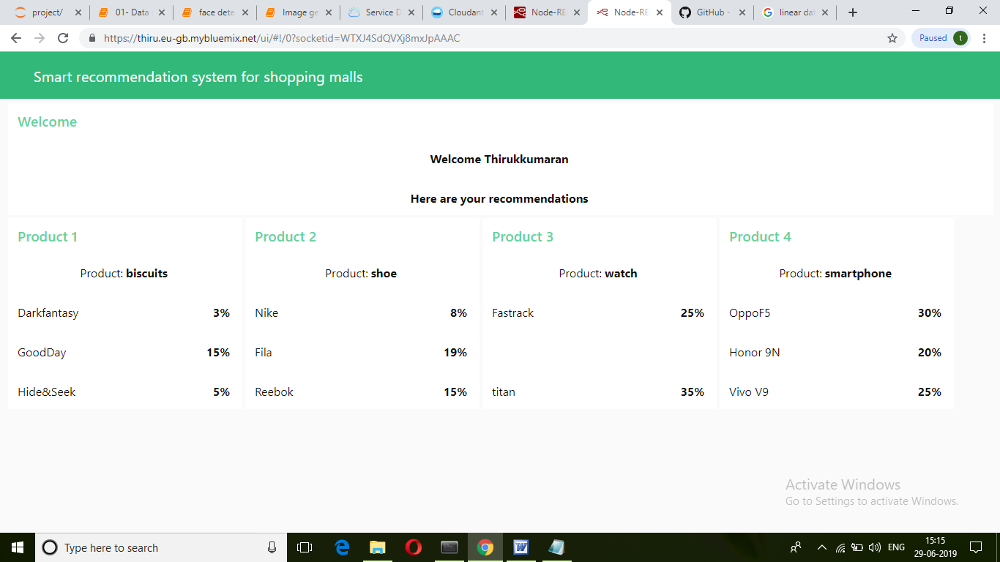 project/ 01- Data face dete Image ge Service D Cloudant Node-RE Node-RE GitHub - linear dat
https://thiru.eu-gb.mybluemix.net/ui/#!/0?socketid=WTXJ4SdQVXj8mxJpAAAC Paused t
Smart recommendation system for shopping malls
Welcome
Welcome Thirukkumaran
Here are your recommendations
Product 1 Product 2 Product 3 Product 4
Product: biscuits Product: shoe Product: watch Product: smartphone
Darkfantasy 3% Nike 8% Fastrack 25% OppoF5 30%
GoodDay 15% Fila 19% Honor 9N 20%
Hide&Seek 5% Reebok 15% titan 35% Vivo V9 25%
Activate Windows
Go to Settings to activate Windows.
Type here to search ENG 15:15
29-06-2019